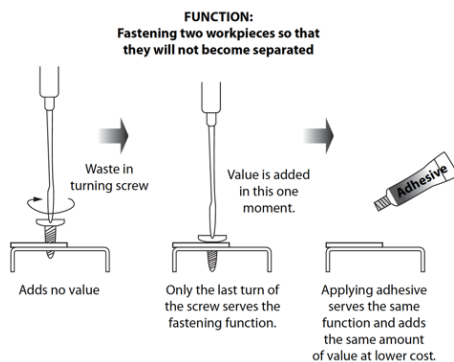 FUNCTION:
Fastening two workpieces so that
they will not become separated
Waste in
turning screw
Value is added
in this one
moment.
Adhesive
Adds no value
Only the last turn of
the screw serves the
fastening function.
Applying adhesive
serves the same
function and adds
the same amount
of value at lower cost.